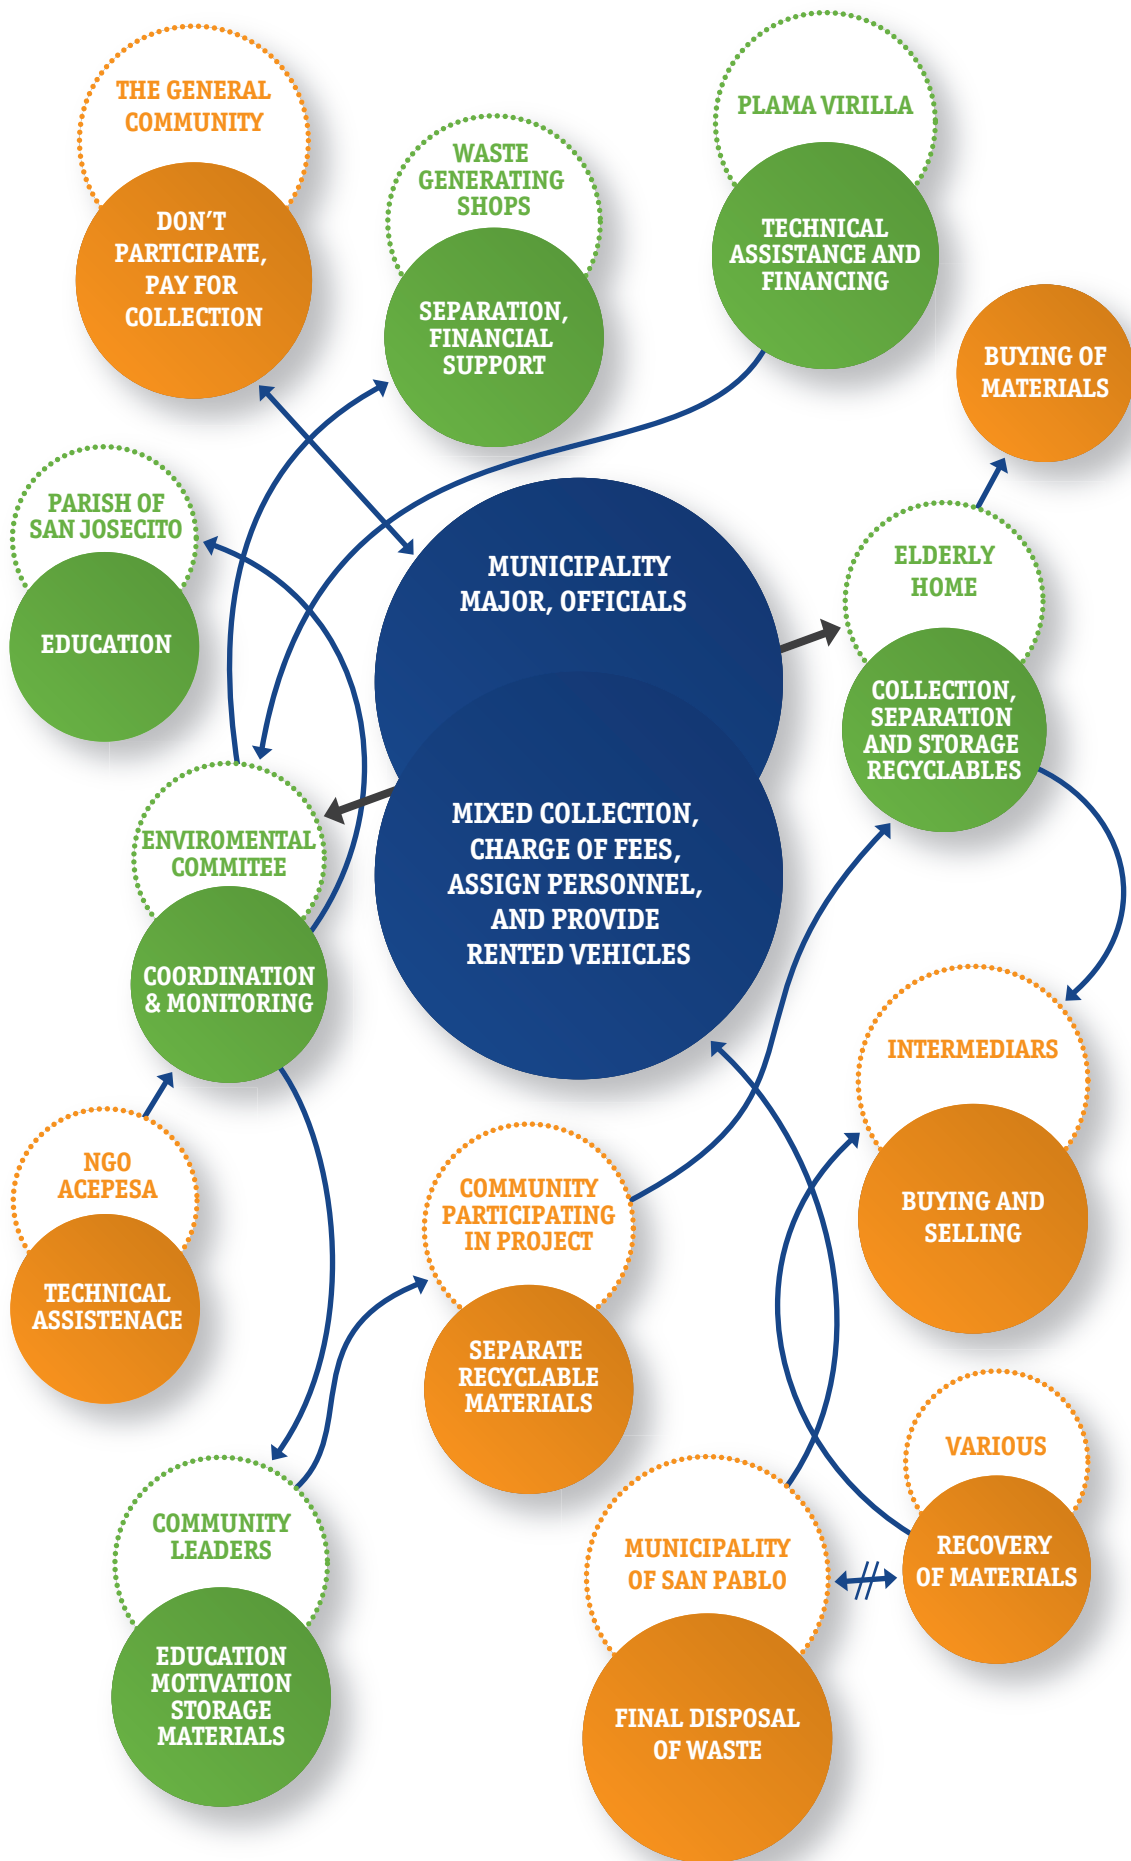 THE GENERAL
COMMUNITY
DON'T
PARTICIPATE,
PAY FOR
COLLECTION
WASTE
GENERATING
SHOPS
SEPARATION,
FINANCIAL
SUPPORT
PLAMA VIRILLA
TECHNICAL
ASSISTANCE AND
FINANCING
BUYING OF
MATERIALS
PARISH OF
SAN JOSECITO
EDUCATION
MUNICIPALITY
MAJOR, OFFICIALS
MIXED COLLECTION,
CHARGE OF FEES,
ASSIGN PERSONNEL,
AND PROVIDE
RENTED VEHICLES
ELDERLY
HOME
COLLECTION,
SEPARATION
AND STORAGE
RECYCLABLES
ENVIROMENTAL
COMMITEE
COORDINATION
& MONITORING
INTERMEDIARS
BUYING AND
SELLING
NGO
ACEPESA
TECHNICAL
ASSISTENACE
COMMUNITY
PARTICIPATING
IN PROJECT
SEPARATE
RECYCLABLE
MATERIALS
VARIOUS
RECOVERY
OF MATERIALS
COMMUNITY
LEADERS
EDUCATION
MOTIVATION
STORAGE
MATERIALS
MUNICIPALITY
OF SAN PABLO
FINAL DISPOSAL
OF WASTE